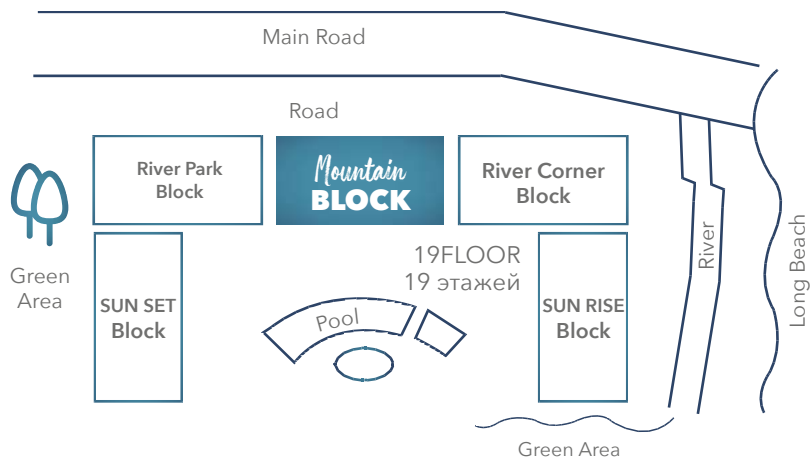 Main Road
Road
River Park
Block
Mountain
BLOCK
River Corner
Block
Green
Area
SUN SET
Block
19FLOOR
19 этажей
Pool
SUN RISE
Block
River
Long Beach
Green Area